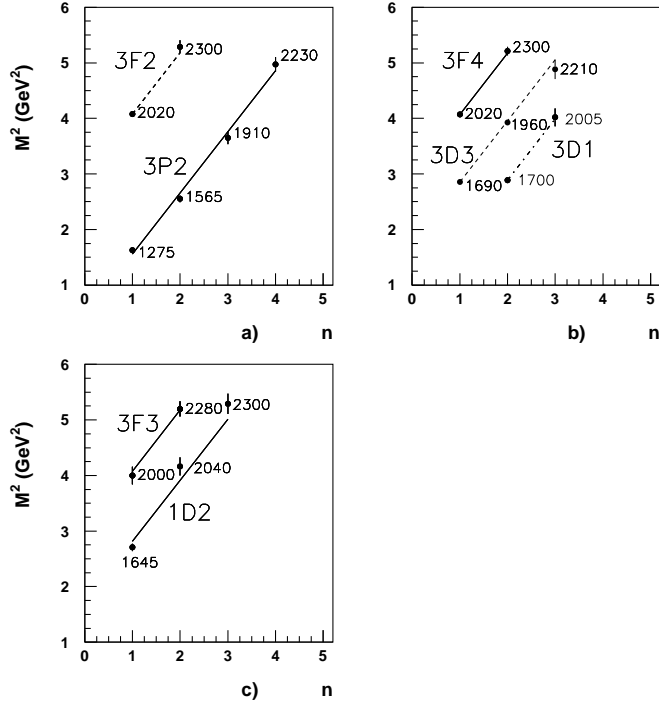 M² (GeV²)
6
5
4
3
2
1
3F2
2300
2020
2230
3P2
1910
1565
1275
0 1 2 3 4 5
a) n
6
5
4
3
2
1
3F4
2300
2020
2210
1960
2005
3D3
3D1
1690
1700
0 1 2 3 4 5
b) n
M² (GeV²)
6
5
4
3
2
1
3F3
2280
2300
2000
2040
1D2
1645
0 1 2 3 4 5
c) n